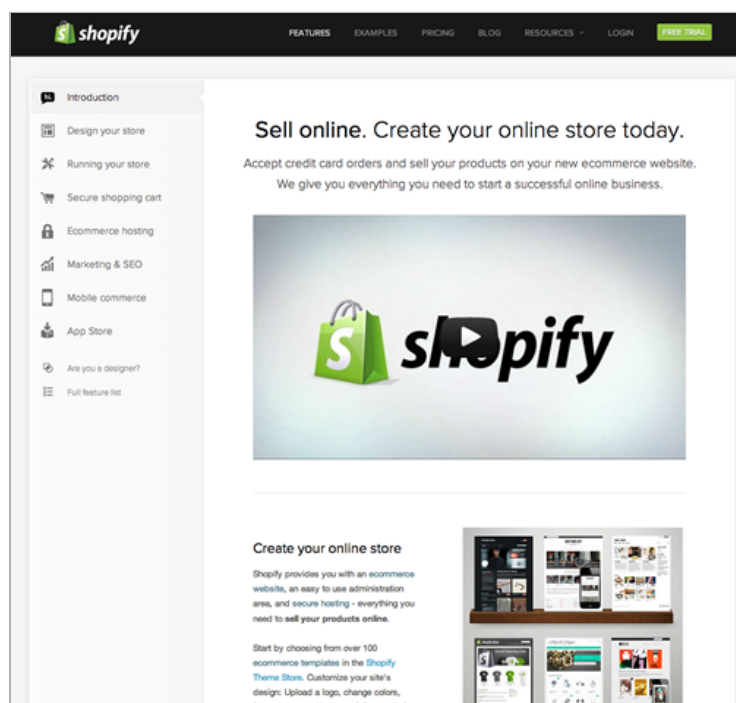 shopify
FEATURES EXAMPLES PRICING BLOG RESOURCES LOGIN FREE TRIAL
hi. Introduction
Design your store
Running your store
Secure shopping cart
Ecommerce hosting
Marketing & SEO
Mobile commerce
App Store
Are you a designer?
Full feature list
Sell online. Create your online store today.
Accept credit card orders and sell your products on your new ecommerce website.
We give you everything you need to start a successful online business.
shopify
Create your online store
Shopify provides you with an ecommerce
website, an easy to use administration
area, and secure hosting - everything you
need to sell your products online.
Start by choosing from over 100
ecommerce templates in the Shopify
Theme Store. Customize your site's
design: Upload a logo, change colors,